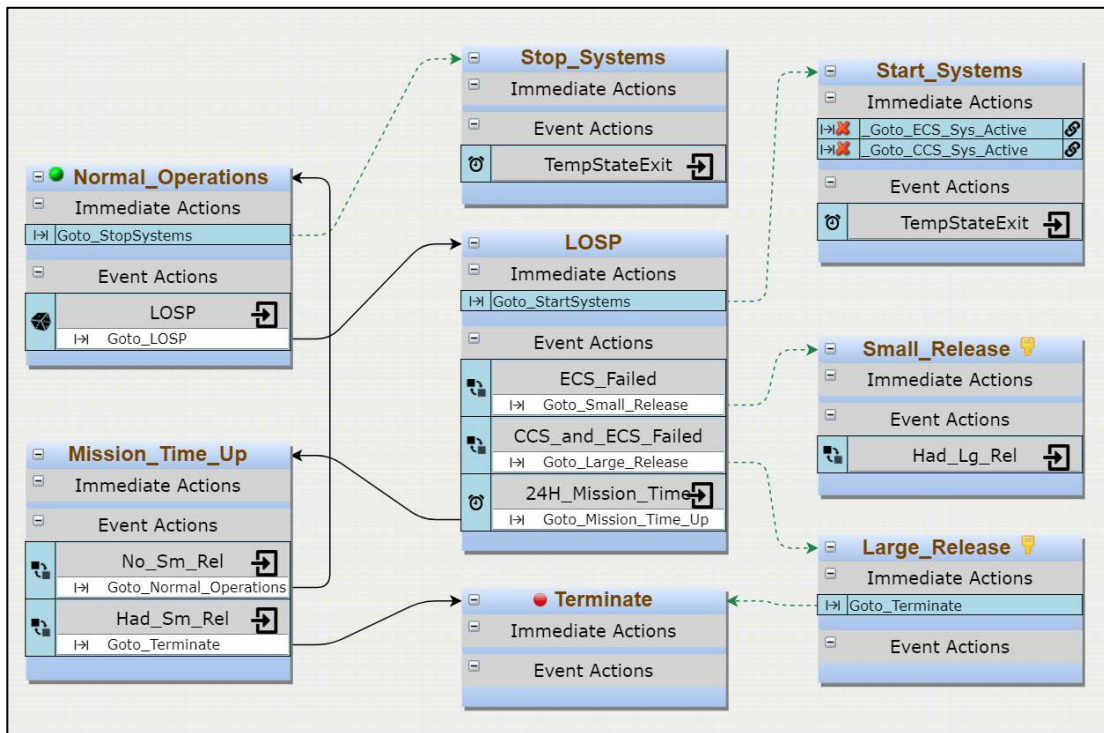 Stop_Systems
Immediate Actions
Event Actions
TempStateExit
Start_Systems
Immediate Actions
_Goto_ECS_Sys_Active
_Goto_CCS_Sys_Active
Event Actions
TempStateExit
Normal_Operations
Immediate Actions
Goto_StopSystems
Event Actions
LOSP
Goto_LOSP
LOSP
Immediate Actions
Goto_StartSystems
Event Actions
ECS_Failed
Goto_Small_Release
CCS_and_ECS_Failed
Goto_Large_Release
24H_Mission_Time
Goto_Mission_Time_Up
Small_Release
Immediate Actions
Event Actions
Had_Lg_Rel
Mission_Time_Up
Immediate Actions
Event Actions
No_Sm_Rel
Goto_Normal_Operations
Had_Sm_Rel
Goto_Terminate
Terminate
Immediate Actions
Event Actions
Large_Release
Immediate Actions
Goto_Terminate
Event Actions